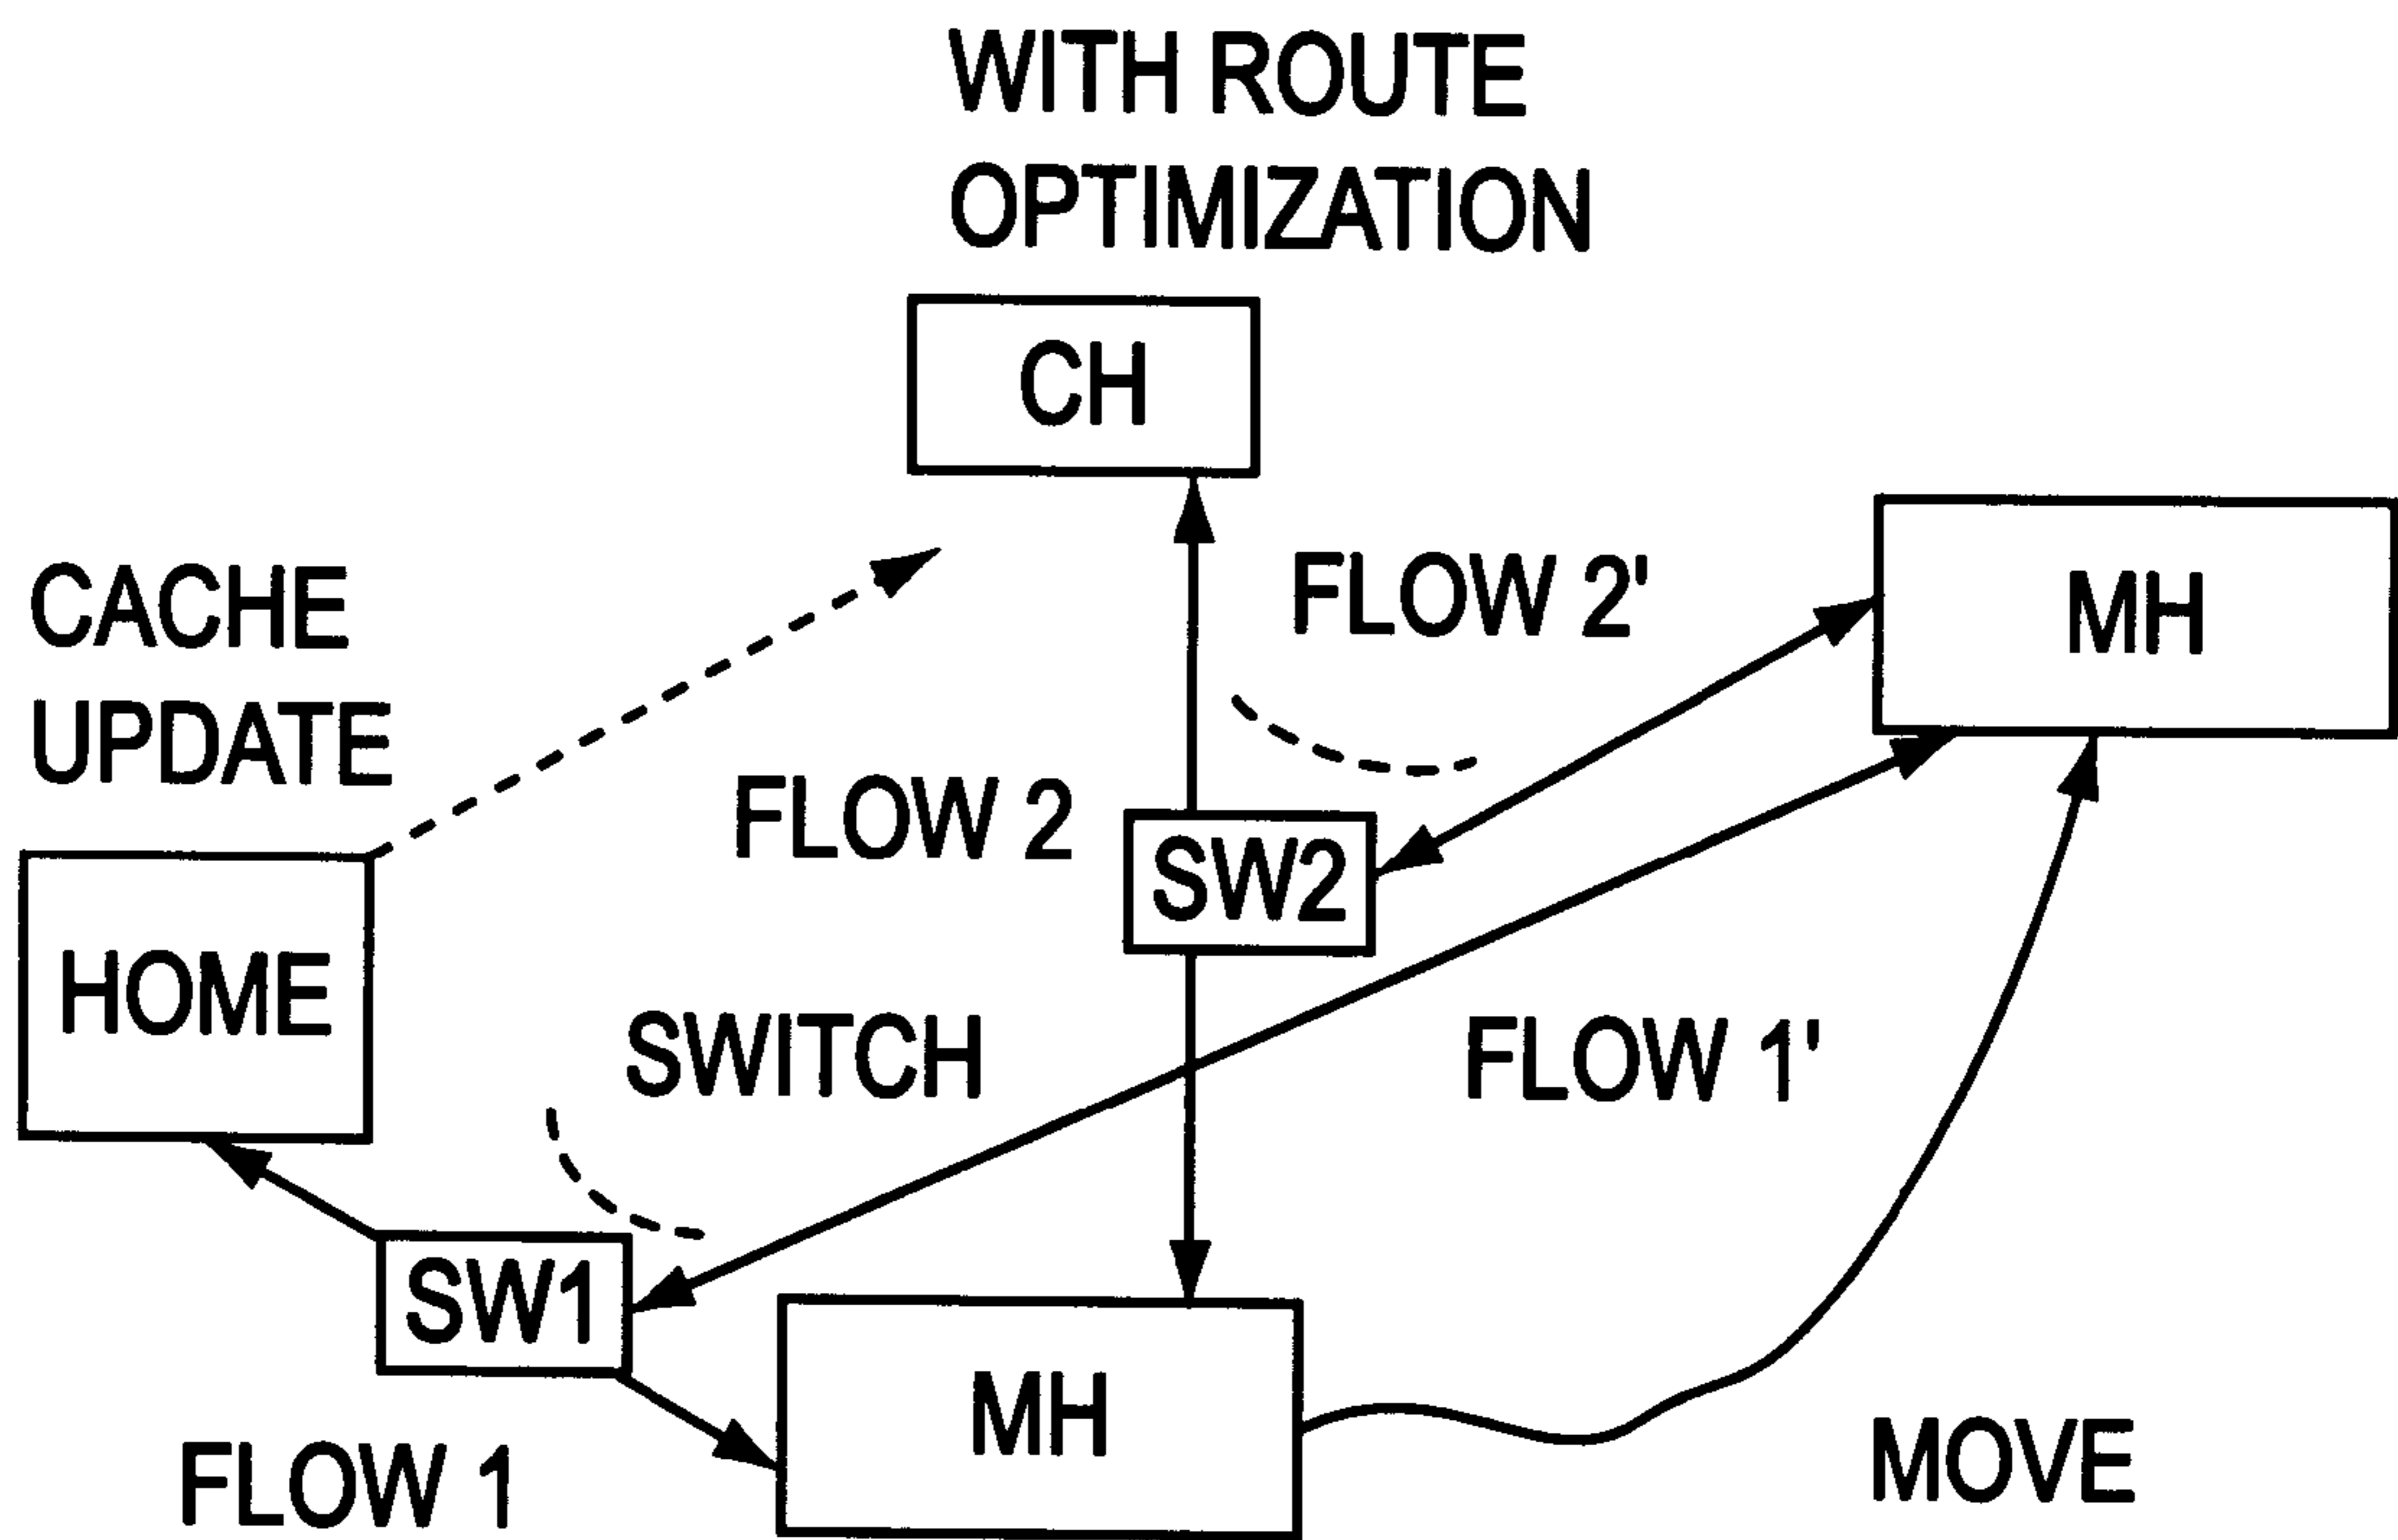 WITH ROUTE
OPTIMIZATION
CH
CACHE
UPDATE
FLOW 2'
MH
FLOW 2
SW2
HOME
SWITCH
FLOW 1'
SW1
MH
FLOW 1
MOVE